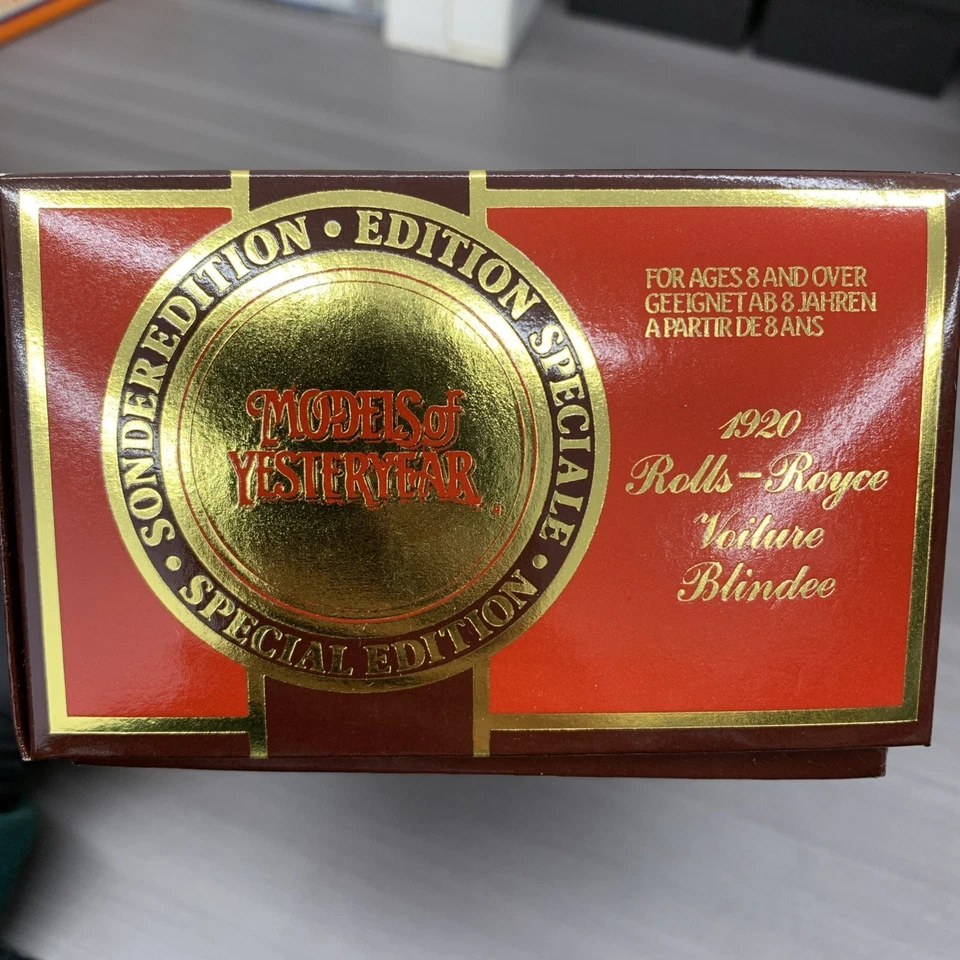 SONDEREDITION • EDITION SPECIALE • SPECIAL EDITION •
MODELS of
YESTERYEAR ®
FOR AGES 8 AND OVER
GEEIGNET AB 8 JAHREN
A PARTIR DE 8 ANS
1920
Rolls-Royce
Voiture
Blindee